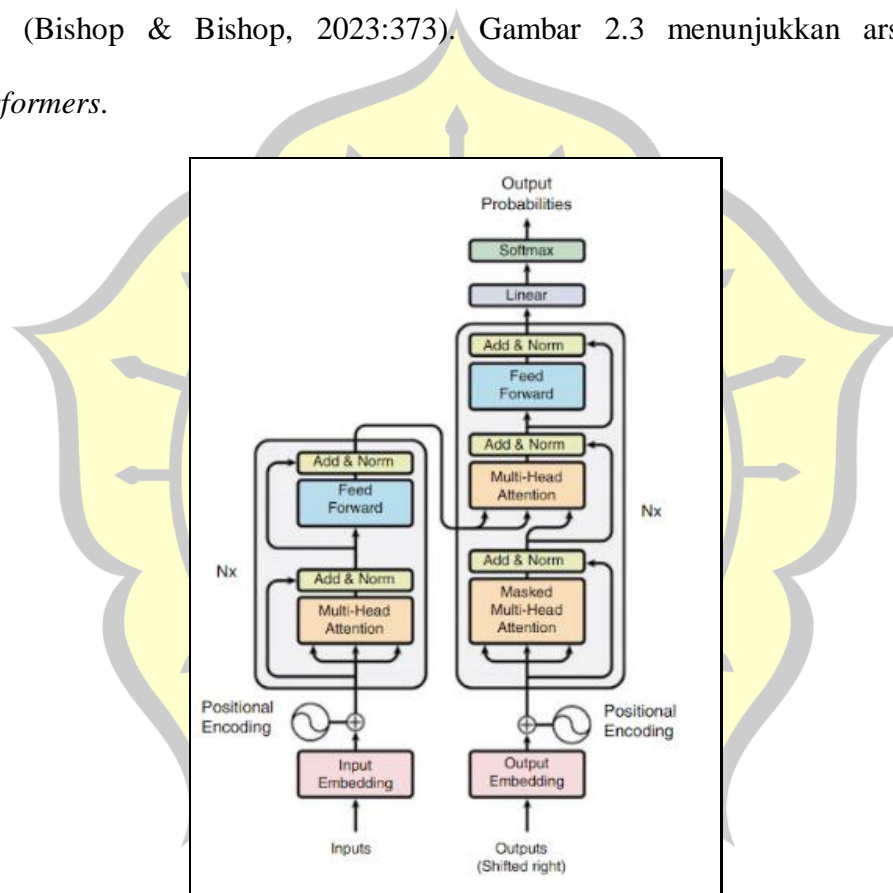 (Bishop & Bishop, 2023:373). Gambar 2.3 menunjukkan ars
formers.
Output
Probabilities
Softmax
Linear
Add & Norm
Feed
Forward
Add & Norm
Multi-Head
Attention
Nx
Add & Norm
Masked
Multi-Head
Attention
Positional
Encoding
Output
Embedding
Outputs
(Shifted right)
Add & Norm
Feed
Forward
Nx
Add & Norm
Multi-Head
Attention
Positional
Encoding
Input
Embedding
Inputs